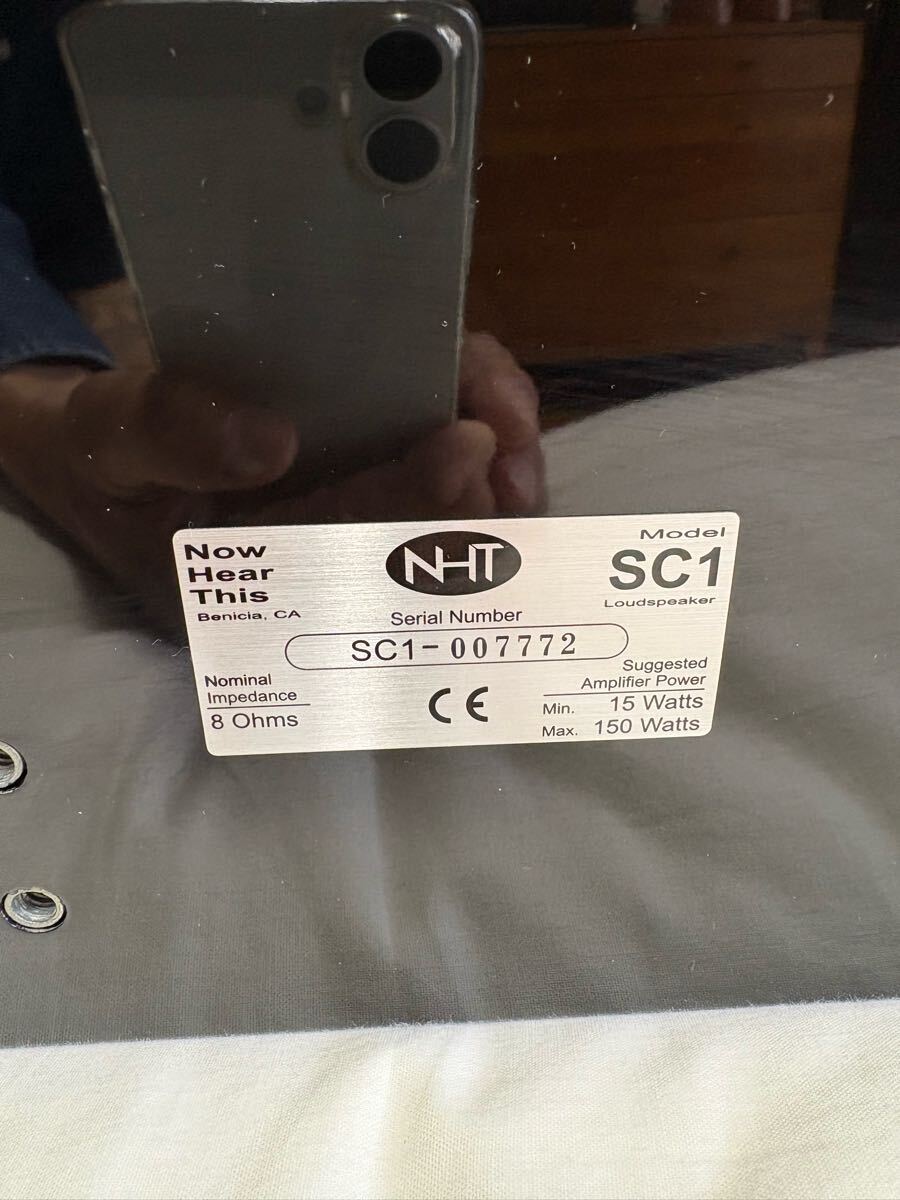 Now
Hear
This
Benicia, CA
NHT
Model
SC1
Loudspeaker
Serial Number
SC1-007772
Nominal
Impedance
8 Ohms
CE
Suggested
Amplifier Power
Min. 15 Watts
Max. 150 Watts